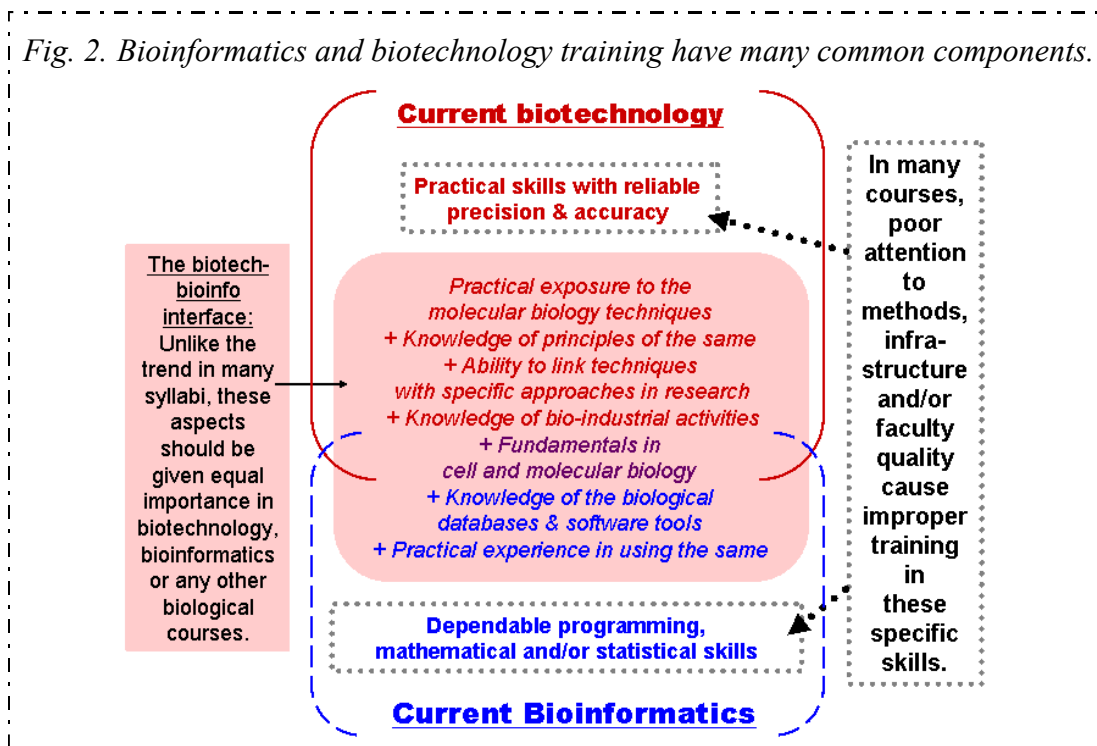 Fig. 2. Bioinformatics and biotechnology training have many common components.
Current biotechnology
Practical skills with reliable
precision & accuracy
The biotech-
bioinfo
interface:
Unlike the
trend in many
syllabi, these
aspects
should be
given equal
importance in
biotechnology,
bioinformatics
or any other
biological
courses.
Practical exposure to the
molecular biology techniques
+ Knowledge of principles of the same
+ Ability to link techniques
with specific approaches in research
+ Knowledge of bio-industrial activities
+ Fundamentals in
cell and molecular biology
+ Knowledge of the biological
databases & software tools
+ Practical experience in using the same
Dependable programming,
mathematical and/or statistical skills
Current Bioinformatics
In many
courses,
poor
attention
to
methods,
infra-
structure
and/or
faculty
quality
cause
improper
training
in
these
specific
skills.